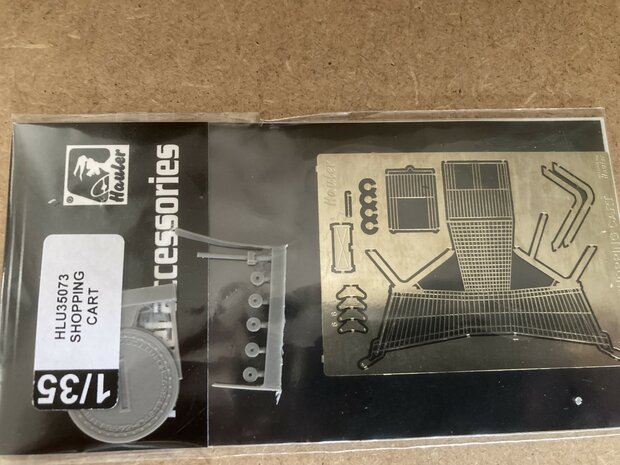 Hauler
®
Accessories
HLU35073
SHOPPING
CART
1/35
Hauler